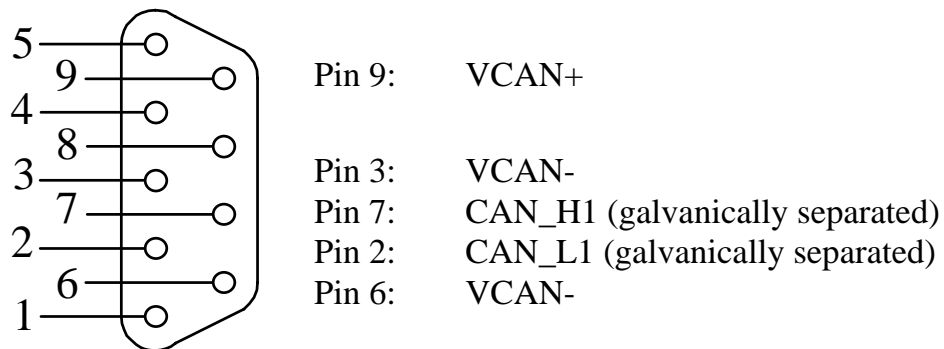 5
9 Pin 9: VCAN+
4
8
3 Pin 3: VCAN-
7 Pin 7: CAN_H1 (galvanically separated)
2 Pin 2: CAN_L1 (galvanically separated)
6 Pin 6: VCAN-
1